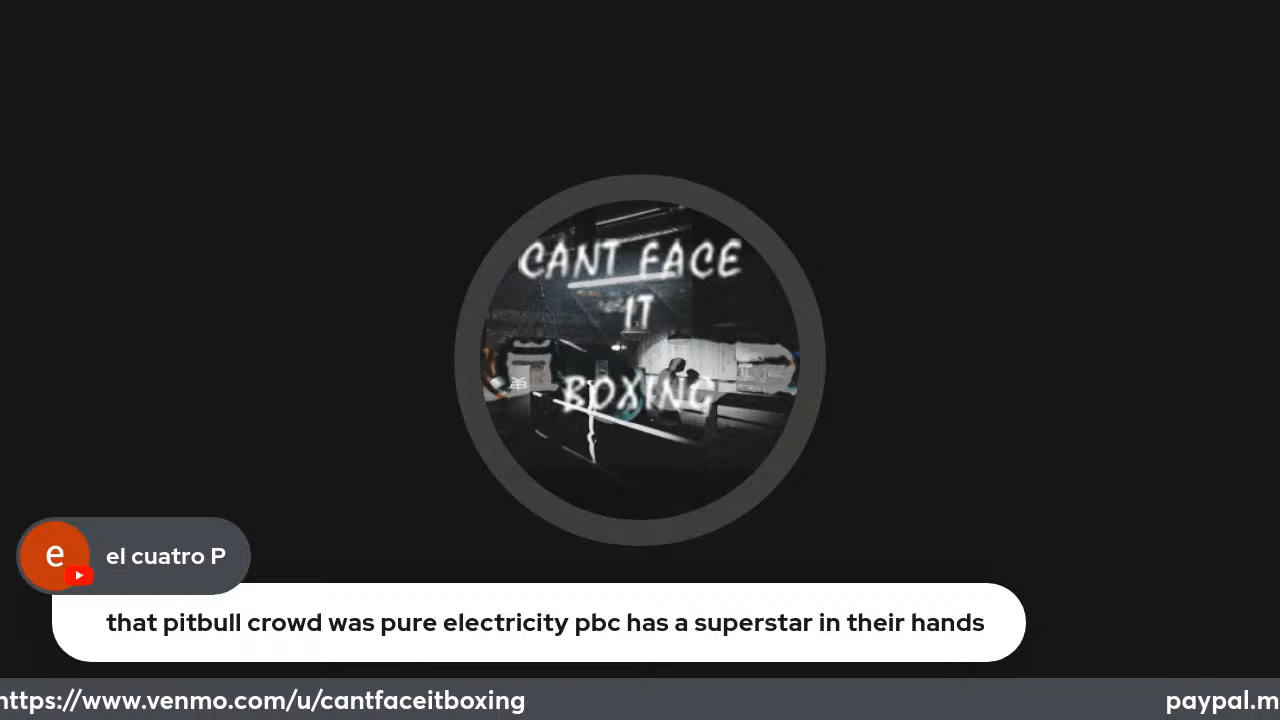 CANT FACE
IT
BOXING
e
el cuatro P
that pitbull crowd was pure electricity pbc has a superstar in their hands
https://www.venmo.com/u/cantfaceitboxing
paypal.m